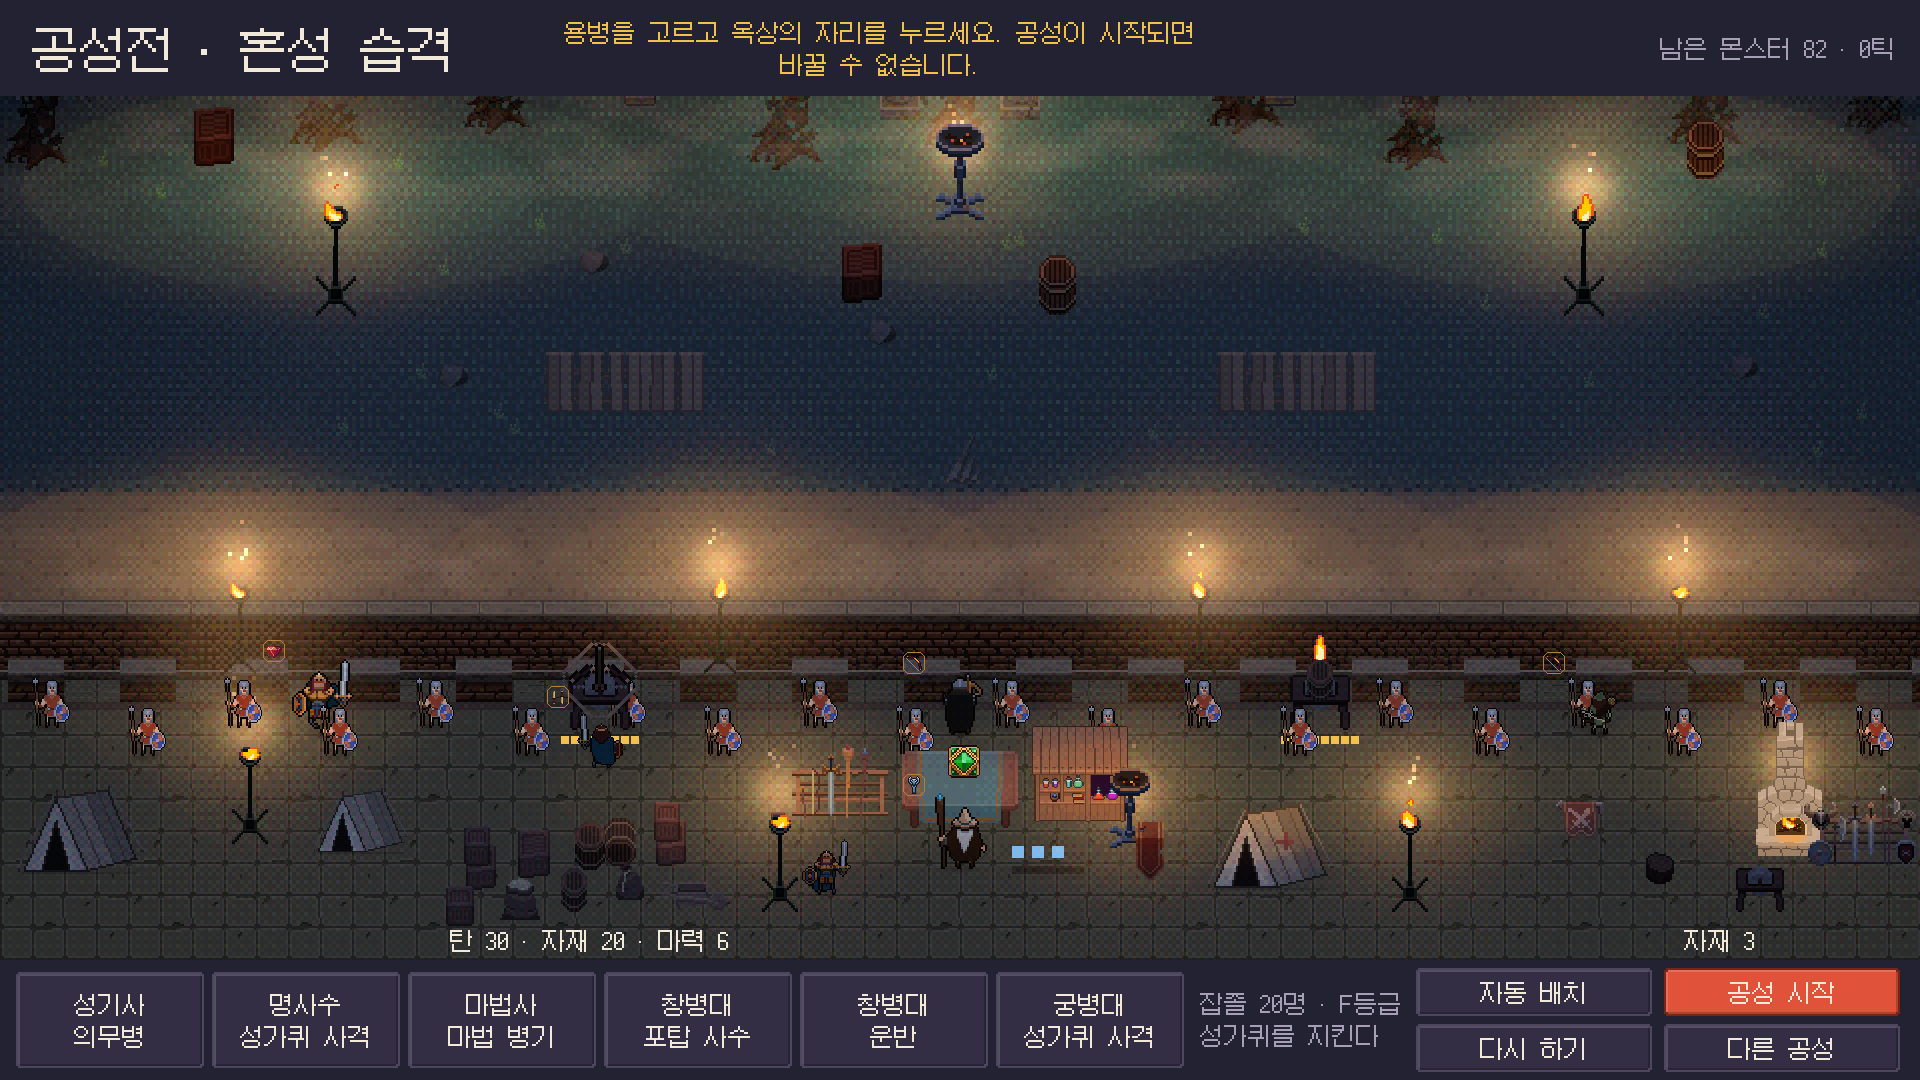 공성전 · 혼성 습격
용병을 고르고 옥상의 자리를 누르세요. 공성이 시작되면
바꿀 수 없습니다.
남은 몬스터 82 · 0틱
탄 30 · 자재 20 · 마력 6
자재 3
성기사
의무병
명사수
성가퀴 사격
마법사
마법 병기
창병대
포탑 사수
창병대
운반
궁병대
성가퀴 사격
잡졸 20명 · F등급
성가퀴를 지킨다
자동 배치
공성 시작
다시 하기
다른 공성